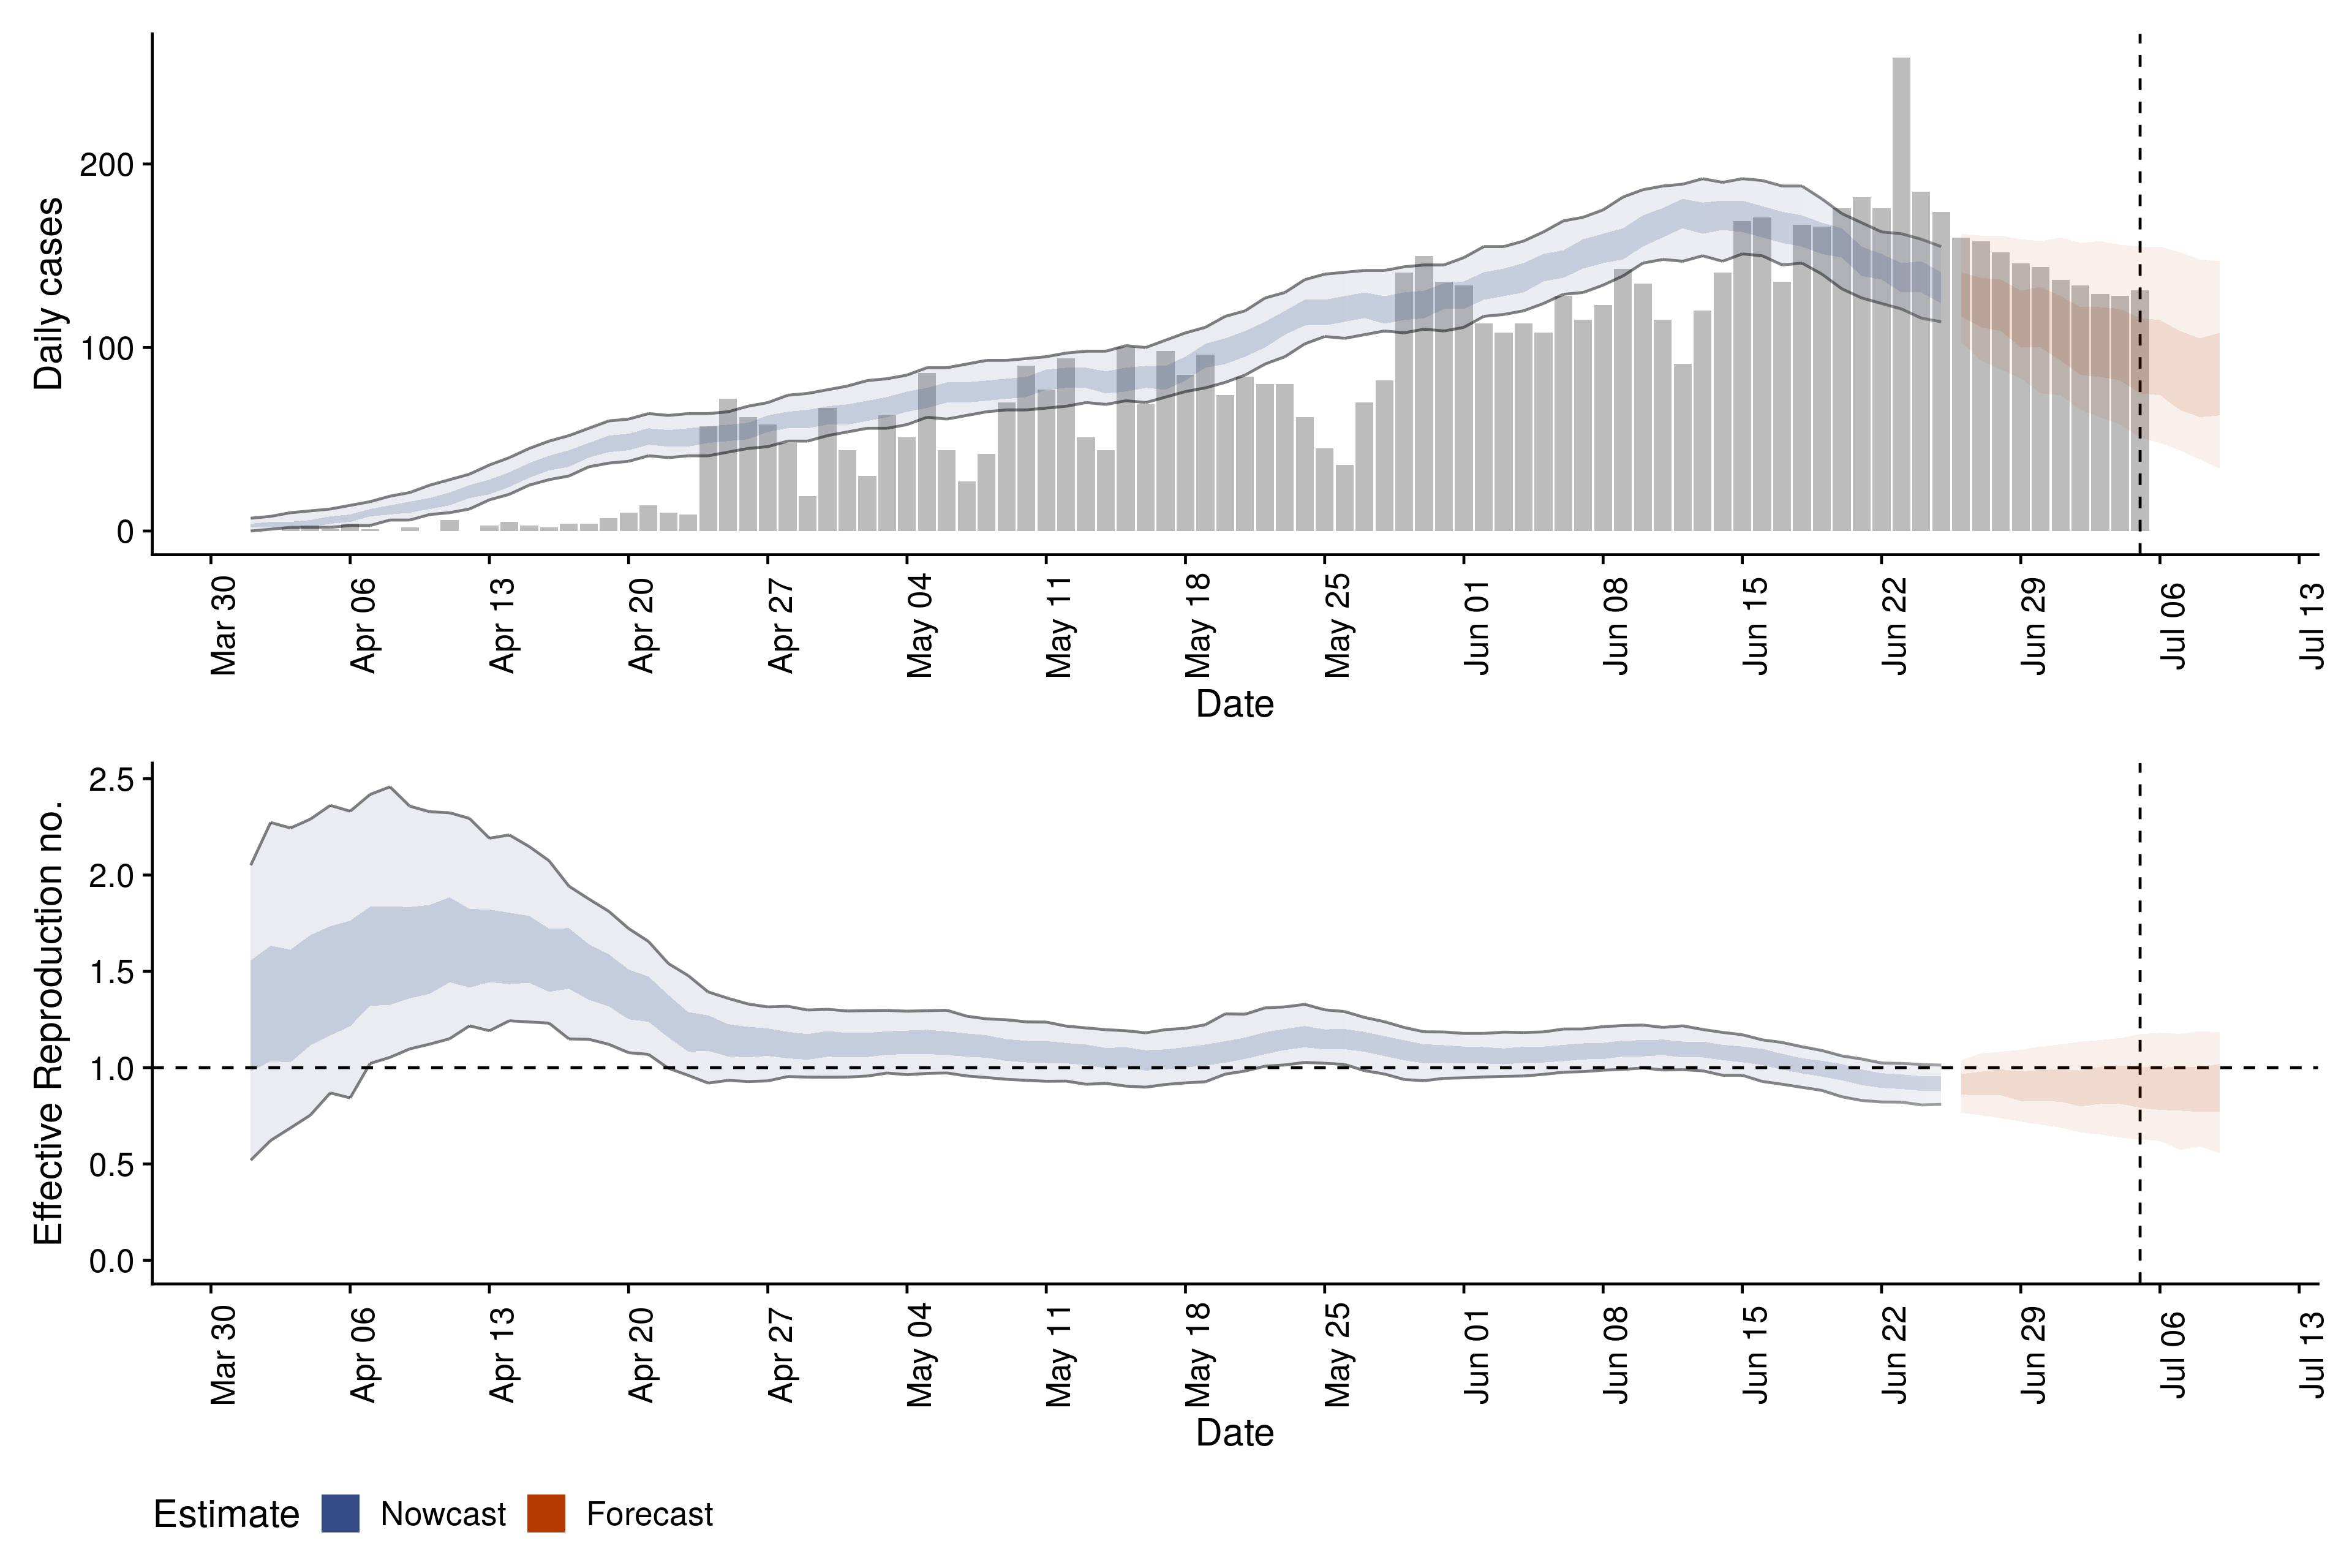 Daily cases
200
100
0
Mar 30
Apr 06
Apr 13
Apr 20
Apr 27
May 04
May 11
May 18
May 25
Jun 01
Jun 08
Jun 15
Jun 22
Jun 29
Jul 06
Jul 13
Date
Effective Reproduction no.
2.5
2.0
1.5
1.0
0.5
0.0
Mar 30
Apr 06
Apr 13
Apr 20
Apr 27
May 04
May 11
May 18
May 25
Jun 01
Jun 08
Jun 15
Jun 22
Jun 29
Jul 06
Jul 13
Date
Estimate Nowcast Forecast